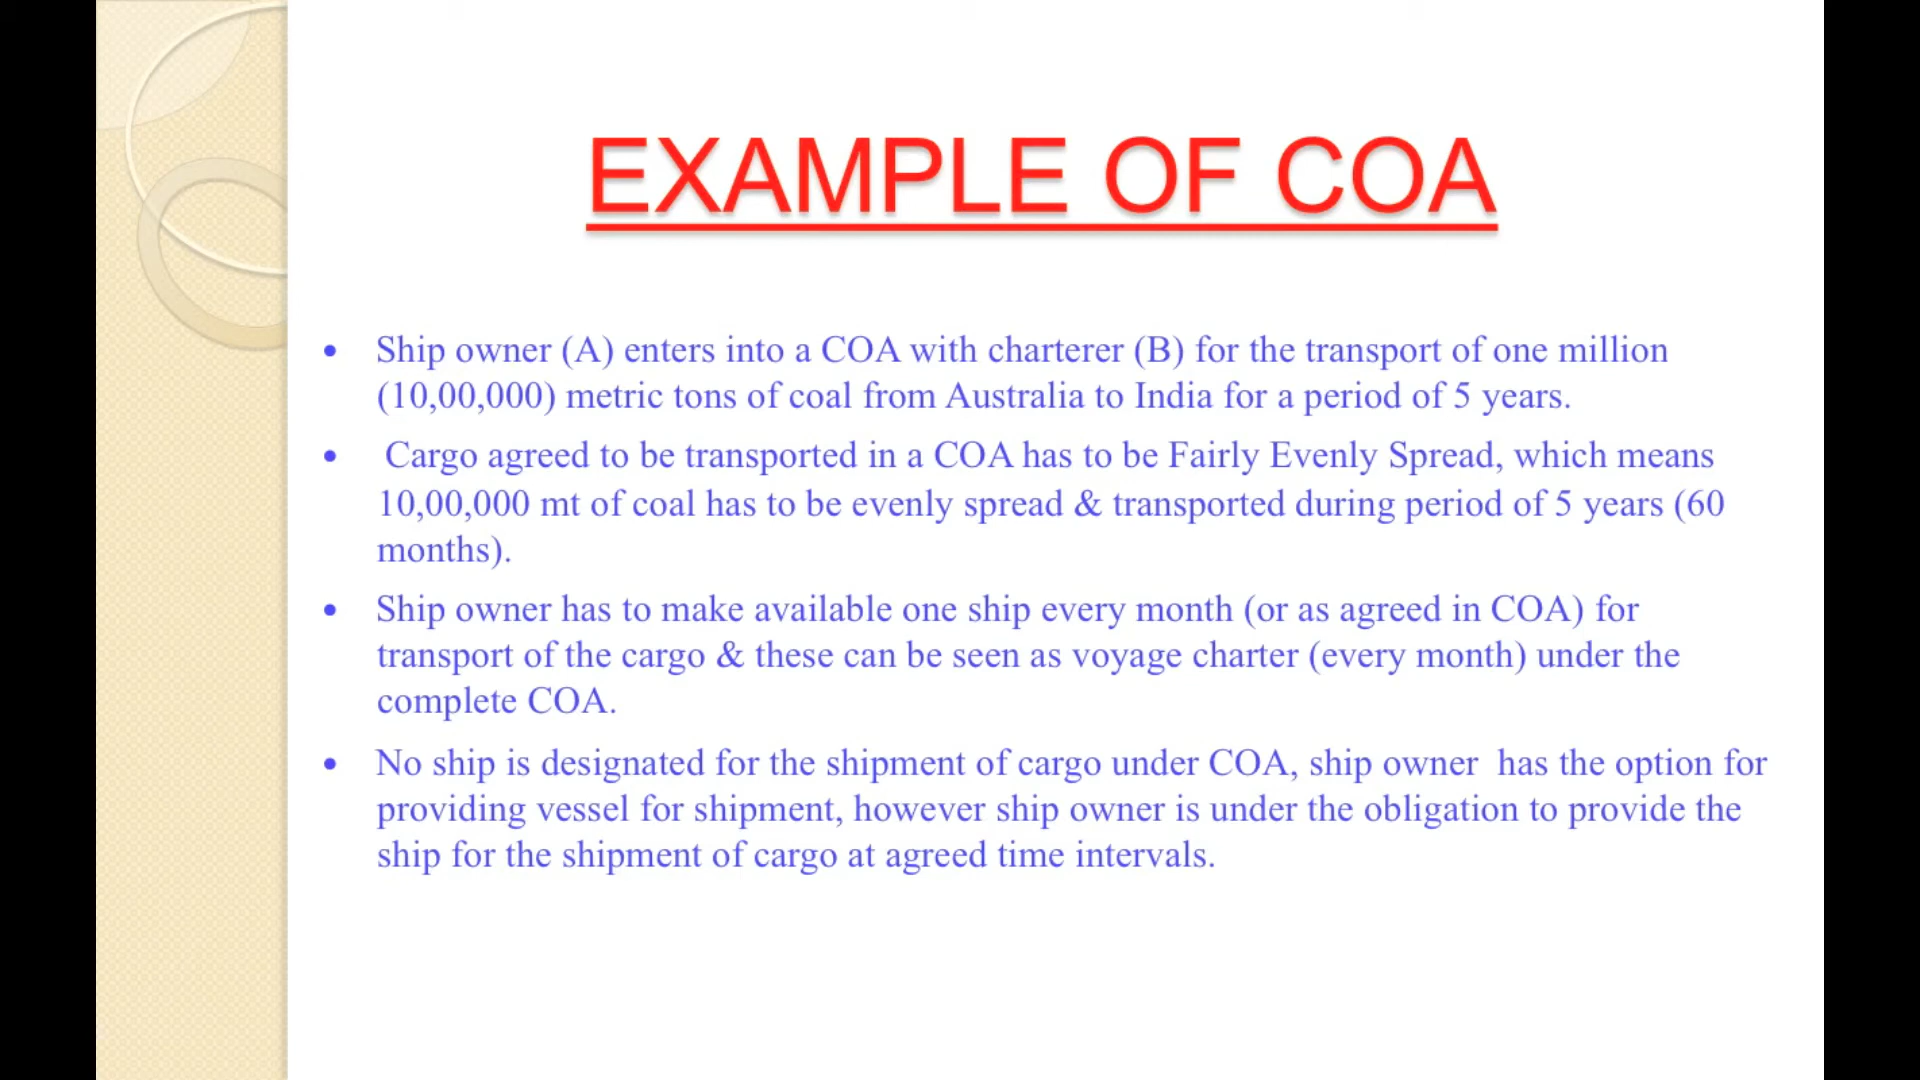 EXAMPLE OF COA
• Ship owner (A) enters into a COA with charterer (B) for the transport of one million
(10,00,000) metric tons of coal from Australia to India for a period of 5 years.
• Cargo agreed to be transported in a COA has to be Fairly Evenly Spread, which means
10,00,000 mt of coal has to be evenly spread & transported during period of 5 years (60
months).
• Ship owner has to make available one ship every month (or as agreed in COA) for
transport of the cargo & these can be seen as voyage charter (every month) under the
complete COA.
• No ship is designated for the shipment of cargo under COA, ship owner has the option for
providing vessel for shipment, however ship owner is under the obligation to provide the
ship for the shipment of cargo at agreed time intervals.